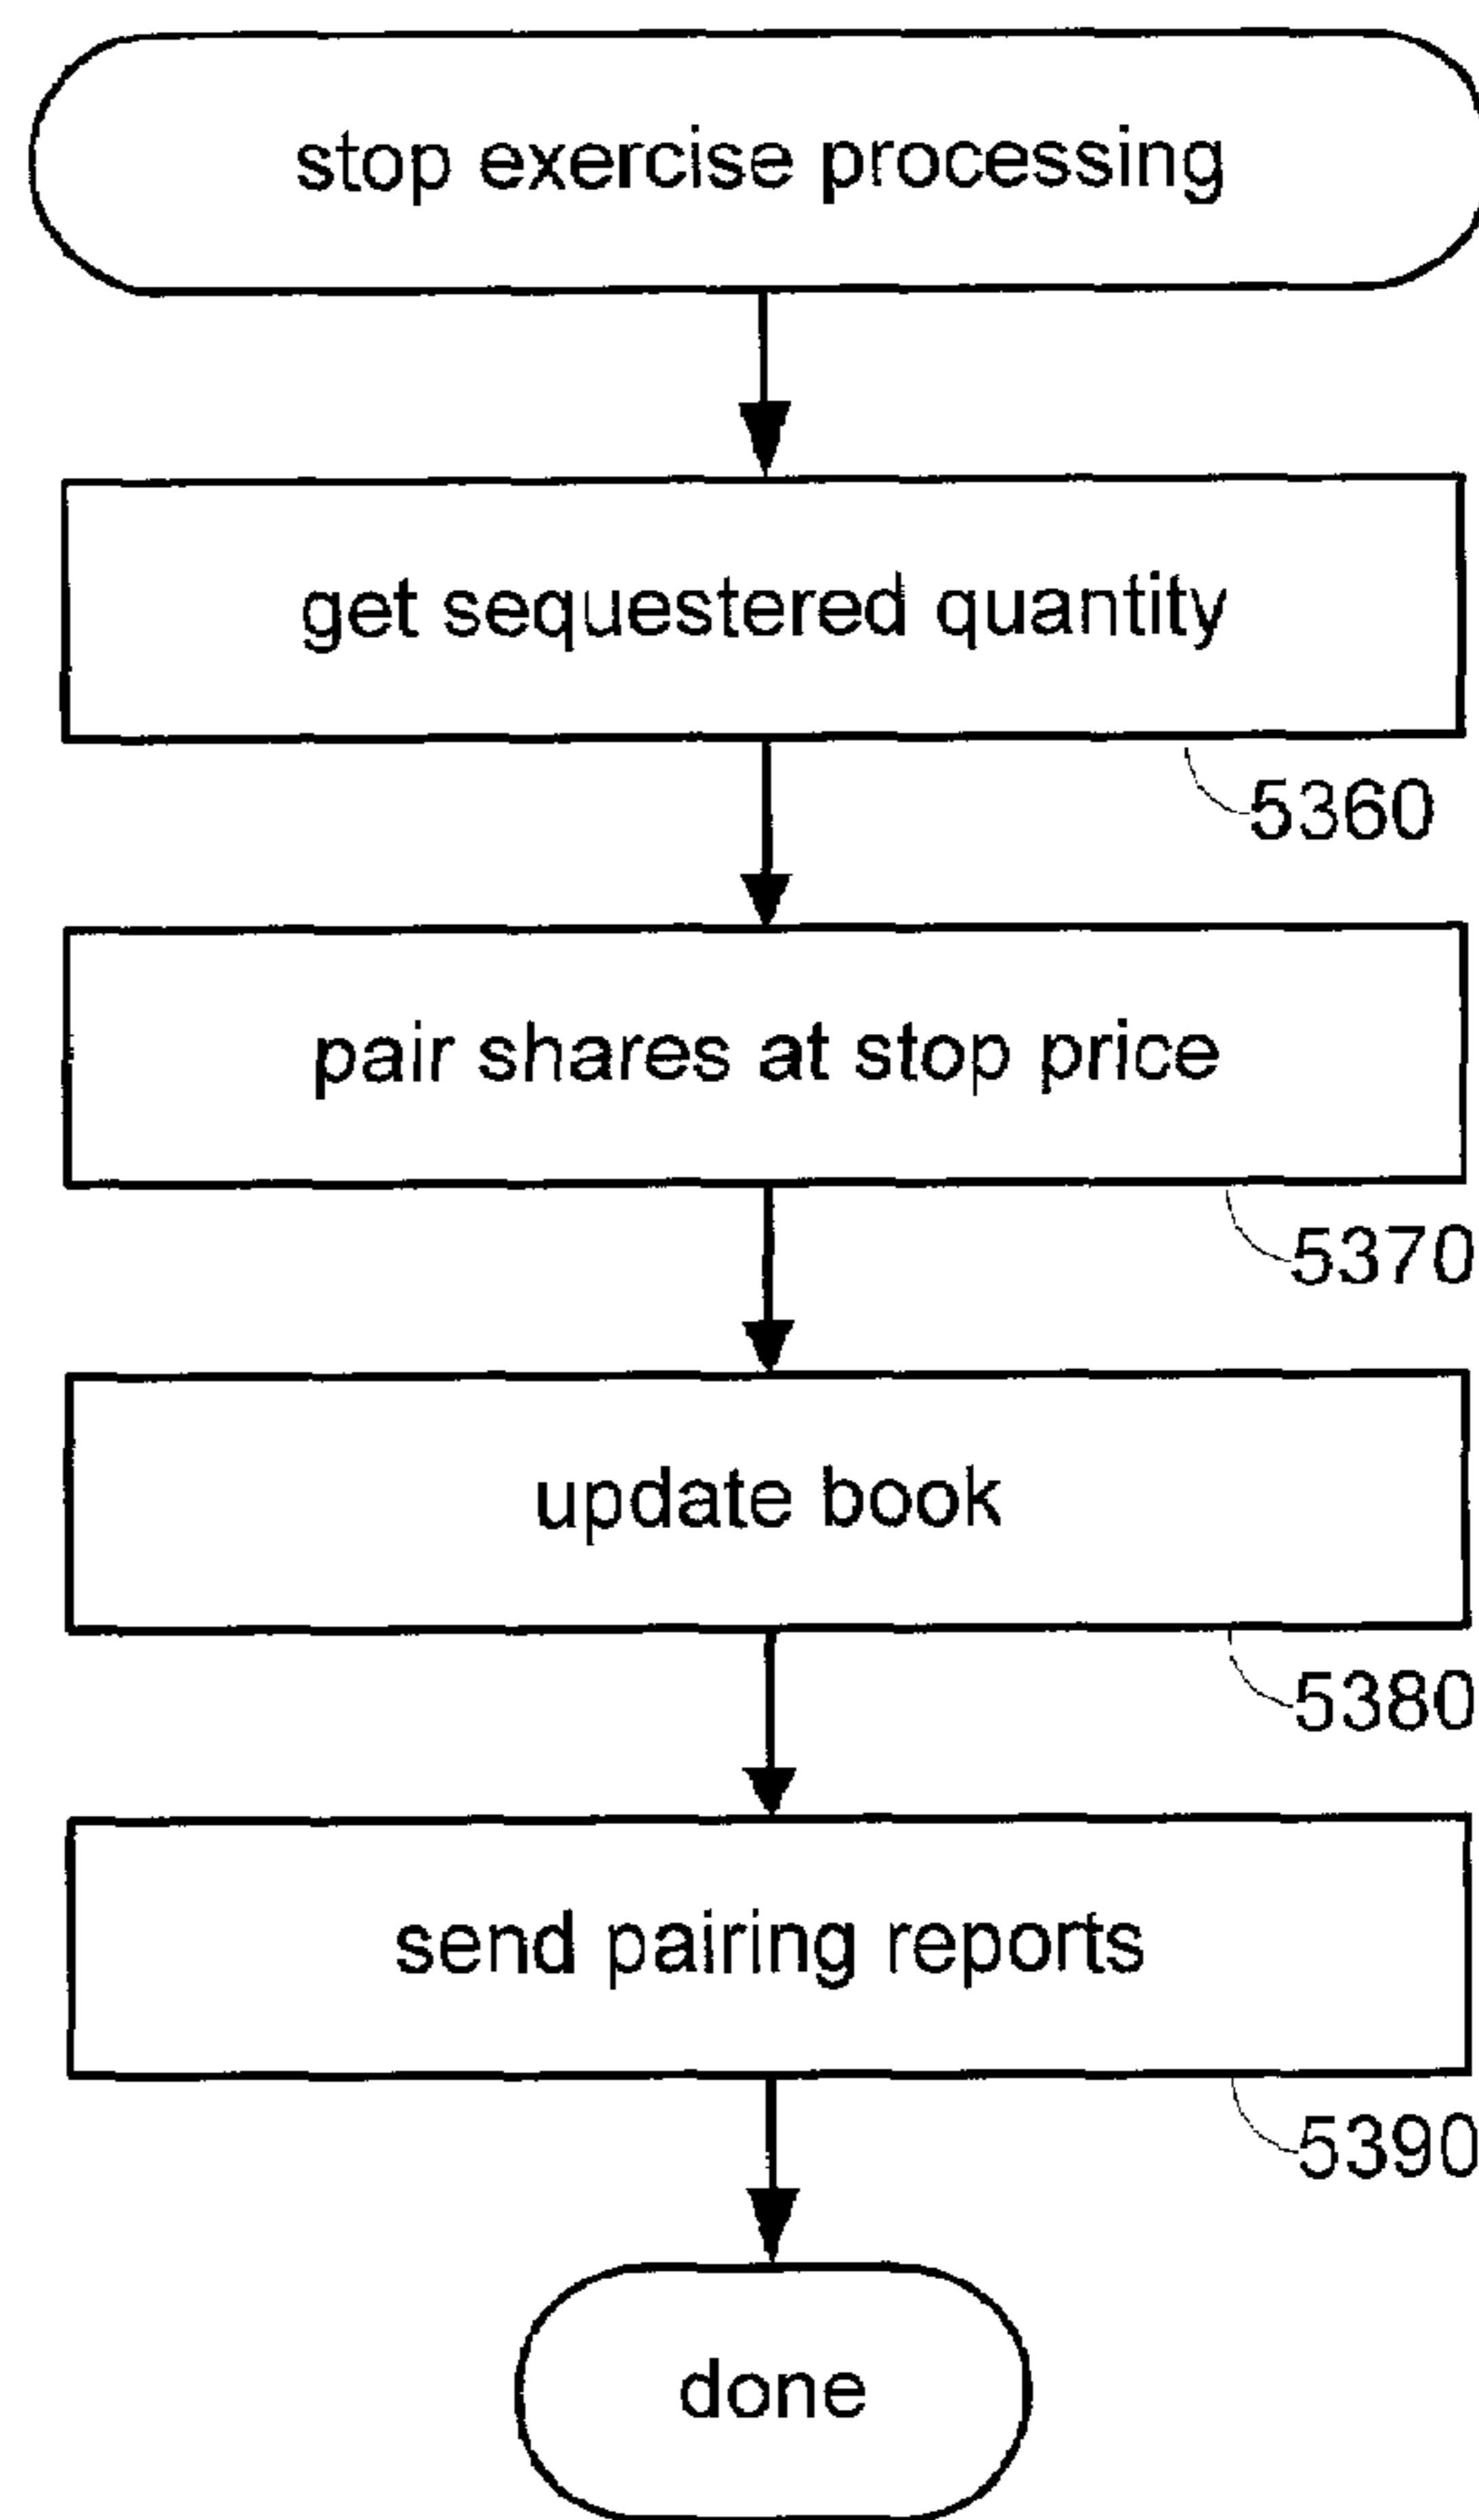 stop exercise processing
get sequestered quantity
5360
pair shares at stop price
5370
update book
5380
send pairing reports
5390
done